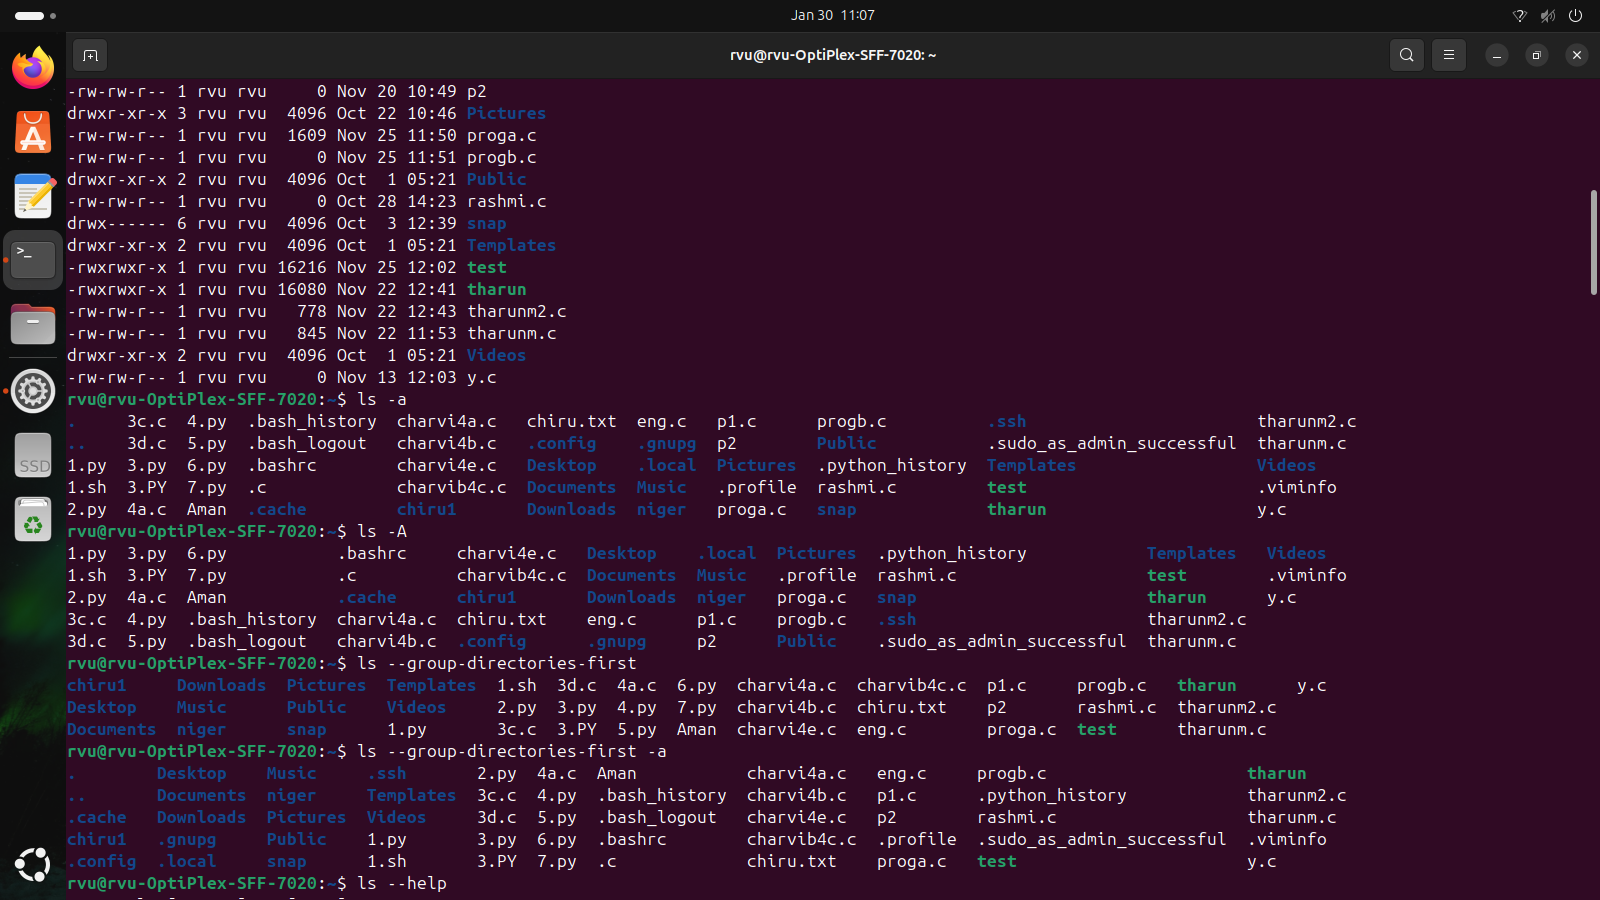 Jan 30 11:07
rvu@rvu-OptiPlex-SFF-7020: ~
-rw-rw-r-- 1 rvu rvu     0 Nov 20 10:49 p2
drwxr-xr-x 3 rvu rvu  4096 Oct 22 10:46 Pictures
-rw-rw-r-- 1 rvu rvu  1609 Nov 25 11:50 proga.c
-rw-rw-r-- 1 rvu rvu     0 Nov 25 11:51 progb.c
drwxr-xr-x 2 rvu rvu  4096 Oct  1 05:21 Public
-rw-rw-r-- 1 rvu rvu     0 Oct 28 14:23 rashmi.c
drwx------ 6 rvu rvu  4096 Oct  3 12:39 snap
drwxr-xr-x 2 rvu rvu  4096 Oct  1 05:21 Templates
-rwxrwxr-x 1 rvu rvu 16216 Nov 25 12:02 test
-rwxrwxr-x 1 rvu rvu 16080 Nov 22 12:41 tharun
-rw-rw-r-- 1 rvu rvu   778 Nov 22 12:43 tharunm2.c
-rw-rw-r-- 1 rvu rvu   845 Nov 22 11:53 tharunm.c
drwxr-xr-x 2 rvu rvu  4096 Oct  1 05:21 Videos
-rw-rw-r-- 1 rvu rvu     0 Nov 13 12:03 y.c
rvu@rvu-OptiPlex-SFF-7020:~$ ls -a
.     3c.c  4.py  .bash_history  charvi4a.c   chiru.txt  eng.c   p1.c      progb.c          .ssh                       tharunm2.c
..    3d.c  5.py  .bash_logout   charvi4b.c   .config    .gnupg  p2        Public           .sudo_as_admin_successful  tharunm.c
1.py  3.py  6.py  .bashrc        charvi4e.c   Desktop    .local  Pictures  .python_history  Templates                  Videos
1.sh  3.PY  7.py  .c             charvib4c.c  Documents  Music   .profile  rashmi.c         test                       .viminfo
2.py  4a.c  Aman  .cache         chiru1       Downloads  niger   proga.c   snap             tharun                     y.c
rvu@rvu-OptiPlex-SFF-7020:~$ ls -A
1.py  3.py  6.py           .bashrc     charvi4e.c   Desktop    .local  Pictures  .python_history            Templates   Videos
1.sh  3.PY  7.py           .c          charvib4c.c  Documents  Music   .profile  rashmi.c                   test        .viminfo
2.py  4a.c  Aman           .cache      chiru1       Downloads  niger   proga.c   snap                       tharun      y.c
3c.c  4.py  .bash_history  charvi4a.c  chiru.txt    eng.c      p1.c    progb.c   .ssh                       tharunm2.c
3d.c  5.py  .bash_logout   charvi4b.c  .config      .gnupg     p2      Public    .sudo_as_admin_successful  tharunm.c
rvu@rvu-OptiPlex-SFF-7020:~$ ls --group-directories-first
chiru1     Downloads  Pictures  Templates  1.sh  3d.c  4a.c  6.py  charvi4a.c  charvib4c.c  p1.c     progb.c   tharun      y.c
Desktop    Music      Public    Videos     2.py  3.py  4.py  7.py  charvi4b.c  chiru.txt    p2       rashmi.c  tharunm2.c
Documents  niger      snap      1.py       3c.c  3.PY  5.py  Aman  charvi4e.c  eng.c        proga.c  test      tharunm.c
rvu@rvu-OptiPlex-SFF-7020:~$ ls --group-directories-first -a
.        Desktop    Music     .ssh       2.py  4a.c  Aman           charvi4a.c   eng.c     progb.c                    tharun
..       Documents  niger     Templates  3c.c  4.py  .bash_history  charvi4b.c   p1.c      .python_history            tharunm2.c
.cache   Downloads  Pictures  Videos     3d.c  5.py  .bash_logout   charvi4e.c   p2        rashmi.c                   tharunm.c
chiru1   .gnupg     Public    1.py       3.py  6.py  .bashrc        charvib4c.c  .profile  .sudo_as_admin_successful  .viminfo
.config  .local     snap      1.sh       3.PY  7.py  .c             chiru.txt    proga.c   test                       y.c
rvu@rvu-OptiPlex-SFF-7020:~$ ls --help
>_
SSD